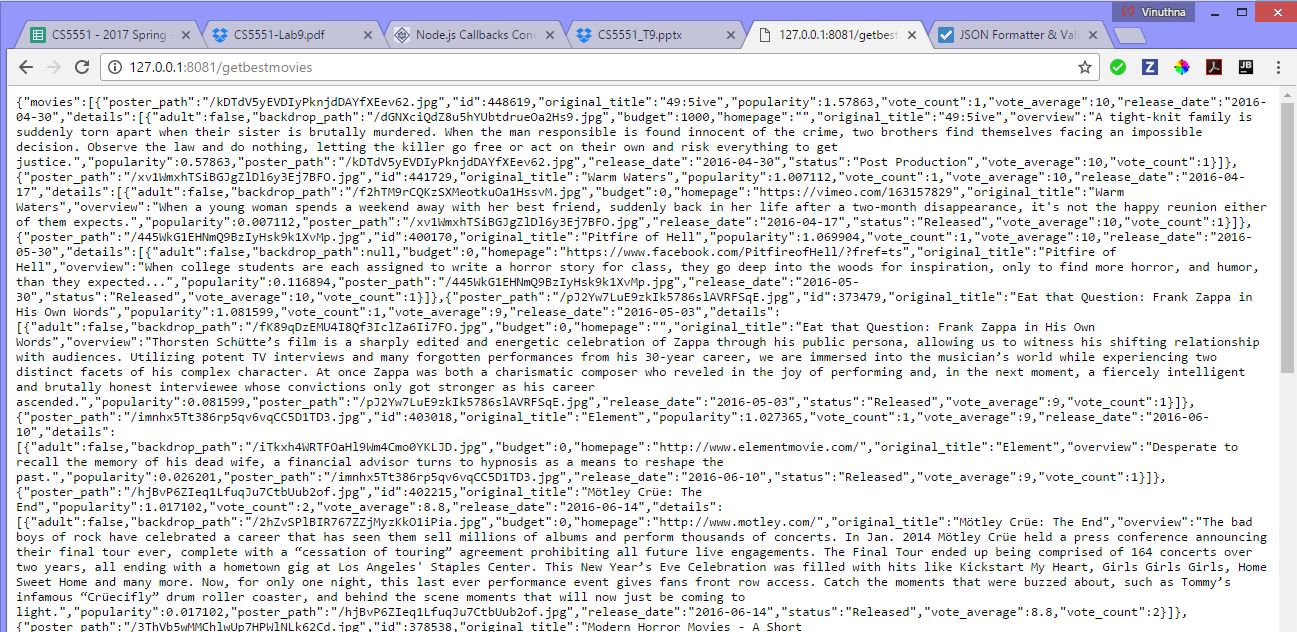 Vinuthna
CS5551 - 2017 Spring -
CS5551-Lab9.pdf
Node.js Callbacks Conc
CS5551_T9.pptx
127.0.0.1:8081/getbest
JSON Formatter & Vali
127.0.0.1:8081/getbestmovies
{"movies":[{"poster_path":"/kDTdV5yEVDIyPknjdDAYfXEev62.jpg","id":448619,"original_title":"49:5ive","popularity":1.57863,"vote_count":1,"vote_average":10,"release_date":"2016-
04-30","details":[{"adult":false,"backdrop_path":"/dGNXciQdZ8u5hYUbtdrueOa2Hs9.jpg","budget":1000,"homepage":"","original_title":"49:5ive","overview":"A tight-knit family is
suddenly torn apart when their sister is brutally murdered. When the man responsible is found innocent of the crime, two brothers find themselves facing an impossible
decision. Observe the law and do nothing, letting the killer go free or act on their own and risk everything to get
justice.","popularity":0.57863,"poster_path":"/kDTdV5yEVDIyPknjdDAYfXEev62.jpg","release_date":"2016-04-30","status":"Post Production","vote_average":10,"vote_count":1}]},
{"poster_path":"/xv1WmxhTSiBGJgZlDl6y3Ej7BFO.jpg","id":441729,"original_title":"Warm Waters","popularity":1.007112,"vote_count":1,"vote_average":10,"release_date":"2016-04-
17","details":[{"adult":false,"backdrop_path":"/f2hTM9rCQKzSXMeotkuOa1HssvM.jpg","budget":0,"homepage":"https://vimeo.com/163157829","original_title":"Warm
Waters","overview":"When a young woman spends a weekend away with her best friend, suddenly back in her life after a two-month disappearance, it's not the happy reunion either
of them expects.","popularity":0.007112,"poster_path":"/xv1WmxhTSiBGJgZlDl6y3Ej7BFO.jpg","release_date":"2016-04-17","status":"Released","vote_average":10,"vote_count":1}]},
{"poster_path":"/445WkG1EHNmQ9BzIyHsk9k1XvMp.jpg","id":400170,"original_title":"Pitfire of Hell","popularity":1.069904,"vote_count":1,"vote_average":10,"release_date":"2016-
05-30","details":[{"adult":false,"backdrop_path":null,"budget":0,"homepage":"https://www.facebook.com/PitfireofHell/?fref=ts","original_title":"Pitfire of
Hell","overview":"When college students are each assigned to write a horror story for class, they go deep into the woods for inspiration, only to find more horror, and humor,
than they expected...","popularity":0.116894,"poster_path":"/445WkG1EHNmQ9BzIyHsk9k1XvMp.jpg","release_date":"2016-05-
30","status":"Released","vote_average":10,"vote_count":1}]},{"poster_path":"/pJ2Yw7LuE9zkIk5786slAVRFSqE.jpg","id":373479,"original_title":"Eat that Question: Frank Zappa in
His Own Words","popularity":1.081599,"vote_count":1,"vote_average":9,"release_date":"2016-05-03","details":
[{"adult":false,"backdrop_path":"/fK89qDzEMU4I8Qf3IclZa6Ii7FO.jpg","budget":0,"homepage":"","original_title":"Eat that Question: Frank Zappa in His Own
Words","overview":"Thorsten Schütte’s film is a sharply edited and energetic celebration of Zappa through his public persona, allowing us to witness his shifting relationship
with audiences. Utilizing potent TV interviews and many forgotten performances from his 30-year career, we are immersed into the musician’s world while experiencing two
distinct facets of his complex character. At once Zappa was both a charismatic composer who reveled in the joy of performing and, in the next moment, a fiercely intelligent
and brutally honest interviewee whose convictions only got stronger as his career
ascended.","popularity":0.081599,"poster_path":"/pJ2Yw7LuE9zkIk5786slAVRFSqE.jpg","release_date":"2016-05-03","status":"Released","vote_average":9,"vote_count":1}]},
{"poster_path":"/imnhx5Tt386rp5qv6vqCC5D1TD3.jpg","id":403018,"original_title":"Element","popularity":1.027365,"vote_count":1,"vote_average":9,"release_date":"2016-06-
10","details":
[{"adult":false,"backdrop_path":"/iTkxh4WRTFOaHl9Wm4Cmo0YKLJD.jpg","budget":0,"homepage":"http://www.elementmovie.com/","original_title":"Element","overview":"Desperate to
recall the memory of his dead wife, a financial advisor turns to hypnosis as a means to reshape the
past.","popularity":0.026201,"poster_path":"/imnhx5Tt386rp5qv6vqCC5D1TD3.jpg","release_date":"2016-06-10","status":"Released","vote_average":9,"vote_count":1}]},
{"poster_path":"/hjBvP6ZIeq1LfuqJu7CtbUub2of.jpg","id":402215,"original_title":"Mötley Crüe: The
End","popularity":1.017102,"vote_count":2,"vote_average":8.8,"release_date":"2016-06-14","details":
[{"adult":false,"backdrop_path":"/2hZvSPlBIR767ZZjMyzKkO1iPia.jpg","budget":0,"homepage":"http://www.motley.com/","original_title":"Mötley Crüe: The End","overview":"The bad
boys of rock have celebrated a career that has seen them sell millions of albums and perform thousands of concerts. In Jan. 2014 Mötley Crüe held a press conference announcing
their final tour ever, complete with a “cessation of touring” agreement prohibiting all future live engagements. The Final Tour ended up being comprised of 164 concerts over
two years, all ending with a hometown gig at Los Angeles' Staples Center. This New Year’s Eve Celebration was filled with hits like Kickstart My Heart, Girls Girls Girls, Home
Sweet Home and many more. Now, for only one night, this last ever performance event gives fans front row access. Catch the moments that were buzzed about, such as Tommy’s
infamous “Crüecifly” drum roller coaster, and behind the scene moments that will now just be coming to
light.","popularity":0.017102,"poster_path":"/hjBvP6ZIeq1LfuqJu7CtbUub2of.jpg","release_date":"2016-06-14","status":"Released","vote_average":8.8,"vote_count":2}]},
{"poster_path":"/3ThVb5wMMChlwUp7HPWlNLk62Cd.jpg","id":378538,"original_title":"Modern Horror Movies - A Short